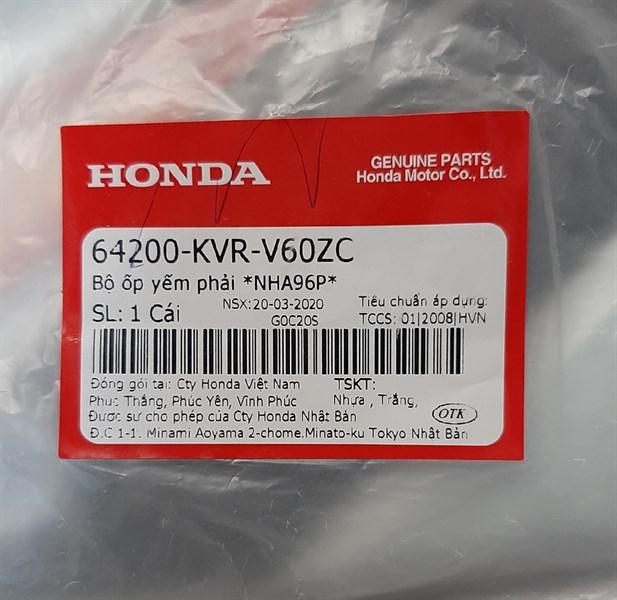 HONDA
GENUINE PARTS
Honda Motor Co., Ltd.
64200-KVR-V60ZC
Bộ ốp yếm phải *NHA96P*
NSX:20-03-2020
Tiêu chuẩn áp dụng:
SL: 1 Cái
G0C20S
TCCS: 01|2008|HVN
Đóng gói tại: Cty Honda Việt Nam
TSKT:
Phúc Thắng, Phúc Yên, Vĩnh Phúc
Nhựa , Trắng,
Được sự cho phép của Cty Honda Nhật Bản
OTK
Đ.C 1-1. Minami Aoyama 2-chome.Minato-ku Tokyo Nhật Bản